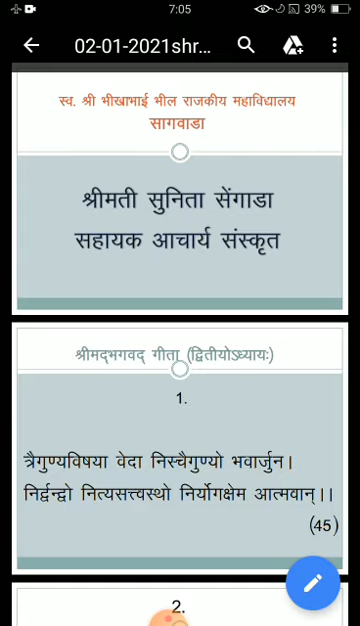 7:05
39%
02-01-2021shr...
स्व. श्री भीखाभाई भील राजकीय महाविद्यालय
सागवाडा
श्रीमती सुनिता सेंगाडा
सहायक आचार्य संस्कृत
श्रीमद्भगवद् गीता (द्वितीयोऽध्यायः)
1.
त्रैगुण्यविषया वेदा निस्त्रैगुण्यो भवार्जुन।
निर्द्वन्द्वो नित्यसत्त्वस्थो निर्योगक्षेम आत्मवान्।।
(45)
2.